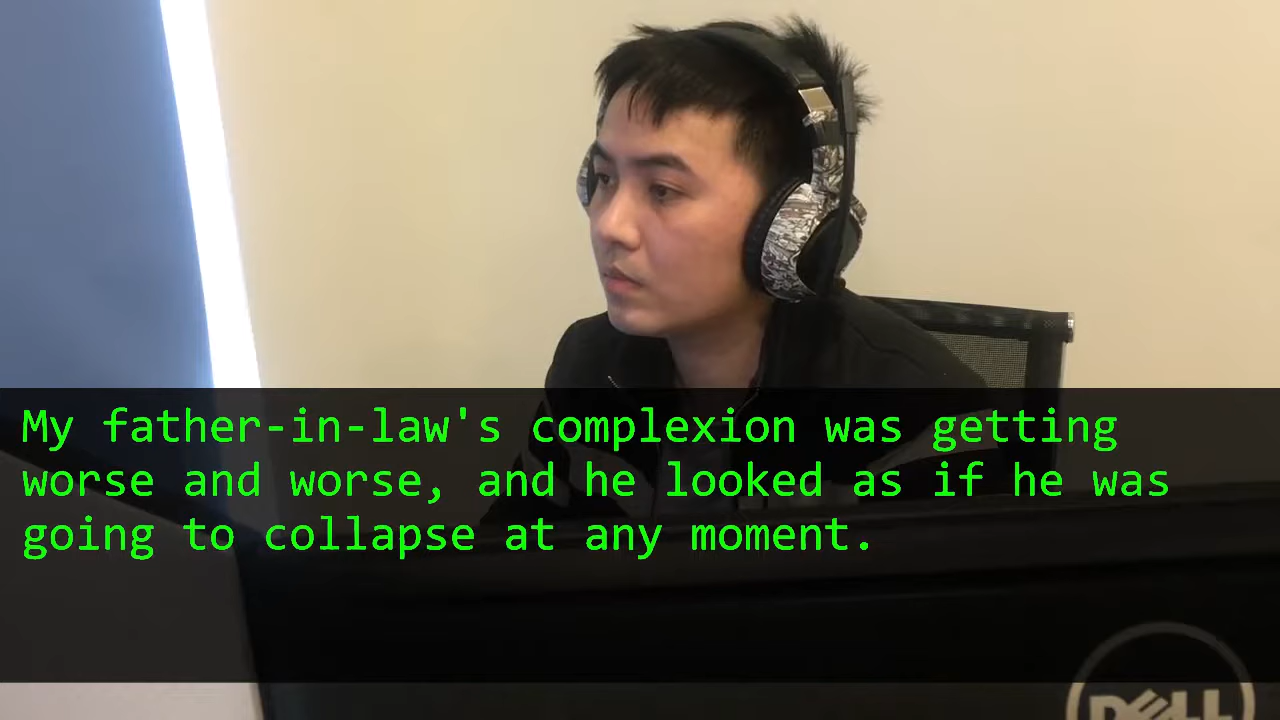 My father-in-law's complexion was getting
worse and worse, and he looked as if he was
going to collapse at any moment.
DELL